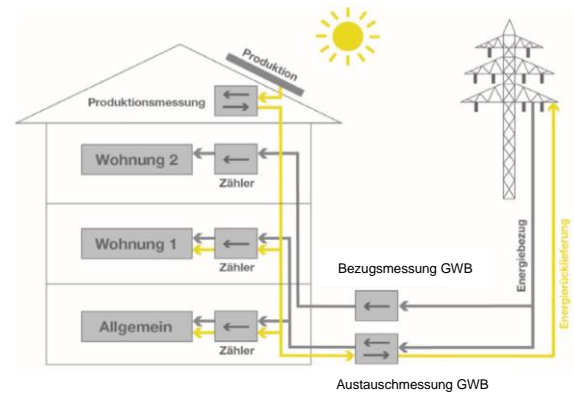 Produktion
Produktionsmessung
Wohnung 2
Zähler
Wohnung 1
Zähler
Bezugsmessung GWB
Energiebezug
Energierücklieferung
Allgemein
Zähler
Austauschmessung GWB